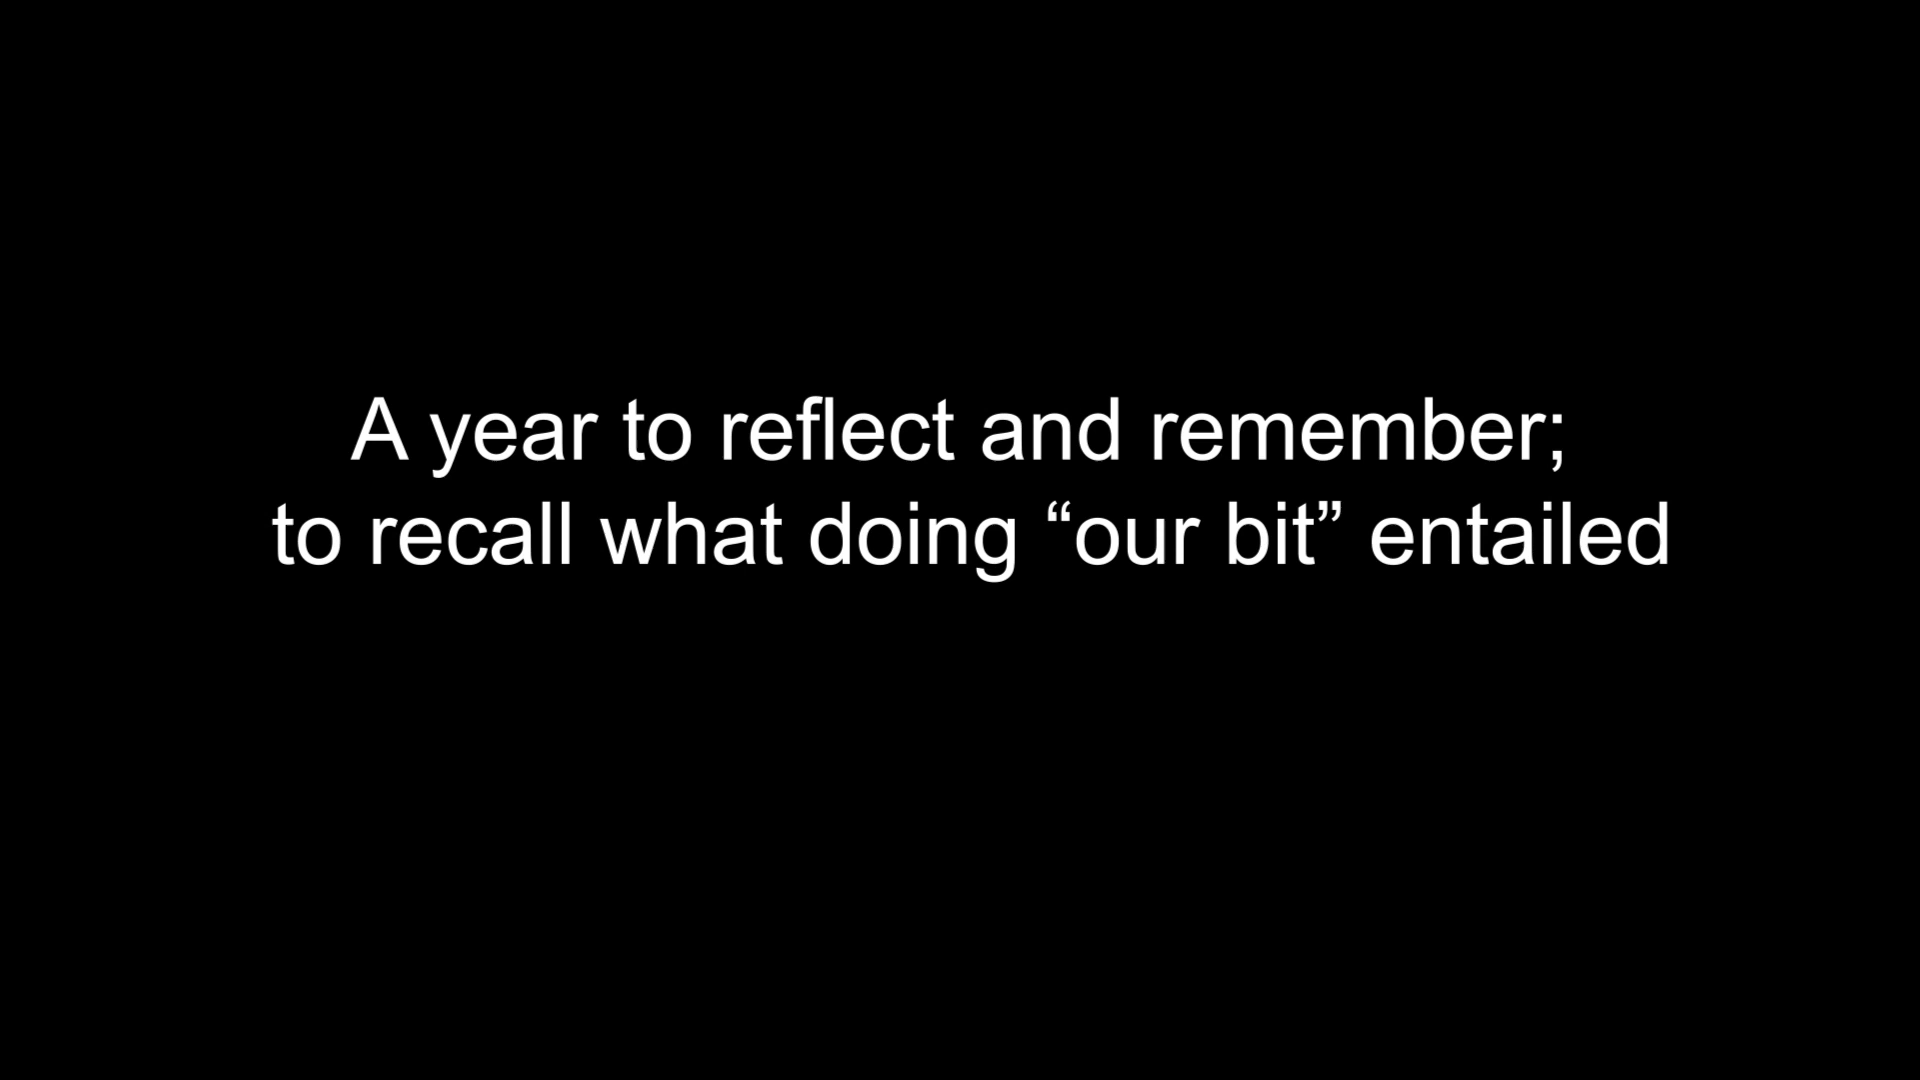 A year to reflect and remember;
to recall what doing “our bit” entailed